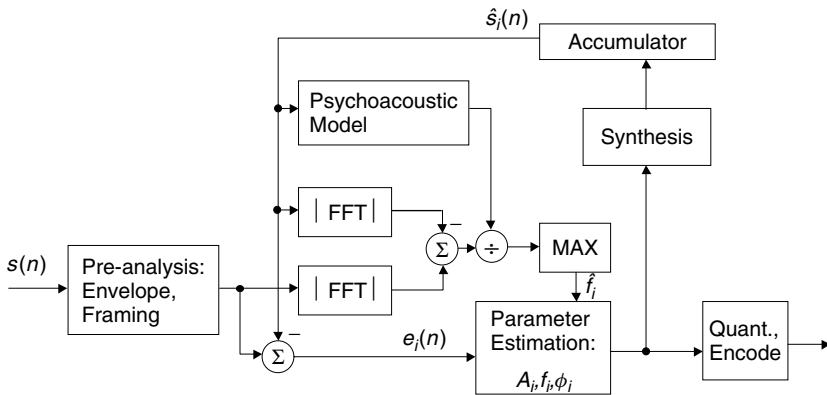 ŝᵢ(n)
Accumulator
Psychoacoustic
Model
Synthesis
| FFT |
−
Σ
÷
MAX
s(n)
Pre-analysis:
Envelope,
Framing
| FFT |
f̂ᵢ
−
Σ
eᵢ(n)
Parameter
Estimation:
Aᵢ,fᵢ,ϕᵢ
Quant.,
Encode